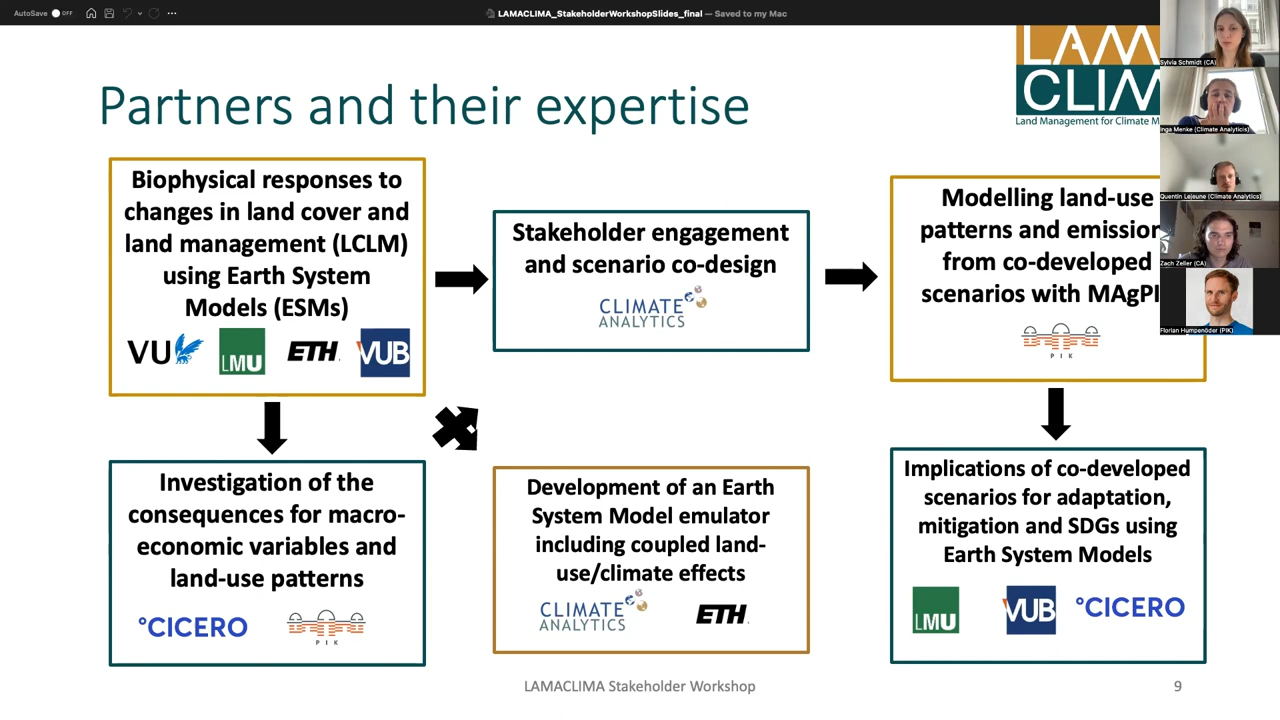 AutoSave OFF
LAMACLIMA_StakeholderWorkshopSlides_final — Saved to my Mac
Partners and their expertise
LAM
CLIM
Land Management for Climate M
Sylvia Schmidt (CA)
Inga Menke (Climate Analytics)
Quentin Lejeune (Climate Analytics)
Zach Zeller (CA)
Florian Humpenöder (PIK)
Biophysical responses to
changes in land cover and
land management (LCLM)
using Earth System
Models (ESMs)
VU
LMU
ETH
VUB
Stakeholder engagement
and scenario co-design
CLIMATE
ANALYTICS
Modelling land-use
patterns and emission
from co-developed
scenarios with MAgPI
PIK
Investigation of the
consequences for macro-
economic variables and
land-use patterns
°CICERO
PIK
Development of an Earth
System Model emulator
including coupled land-
use/climate effects
CLIMATE
ANALYTICS
ETH
Implications of co-developed
scenarios for adaptation,
mitigation and SDGs using
Earth System Models
LMU
VUB
°CICERO
LAMACLIMA Stakeholder Workshop
9